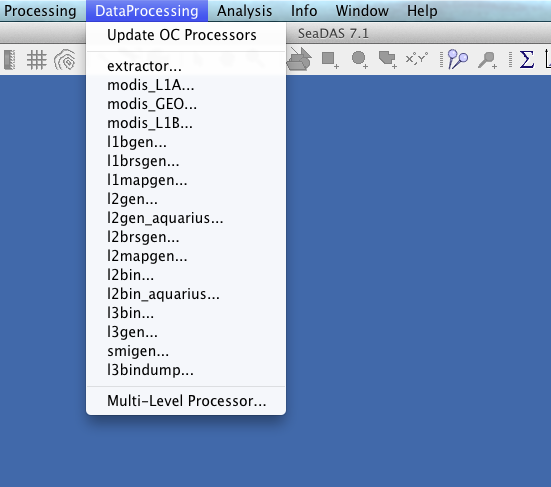 Processing DataProcessing Analysis Info Window Help
SeaDAS 7.1
Update OC Processors
extractor...
modis_L1A...
modis_GEO...
modis_L1B...
l1bgen...
l1brsgen...
l1mapgen...
l2gen...
l2gen_aquarius...
l2brsgen...
l2mapgen...
l2bin...
l2bin_aquarius...
l3bin...
l3gen...
smigen...
l3bindump...
Multi-Level Processor...
X,Y
Σ